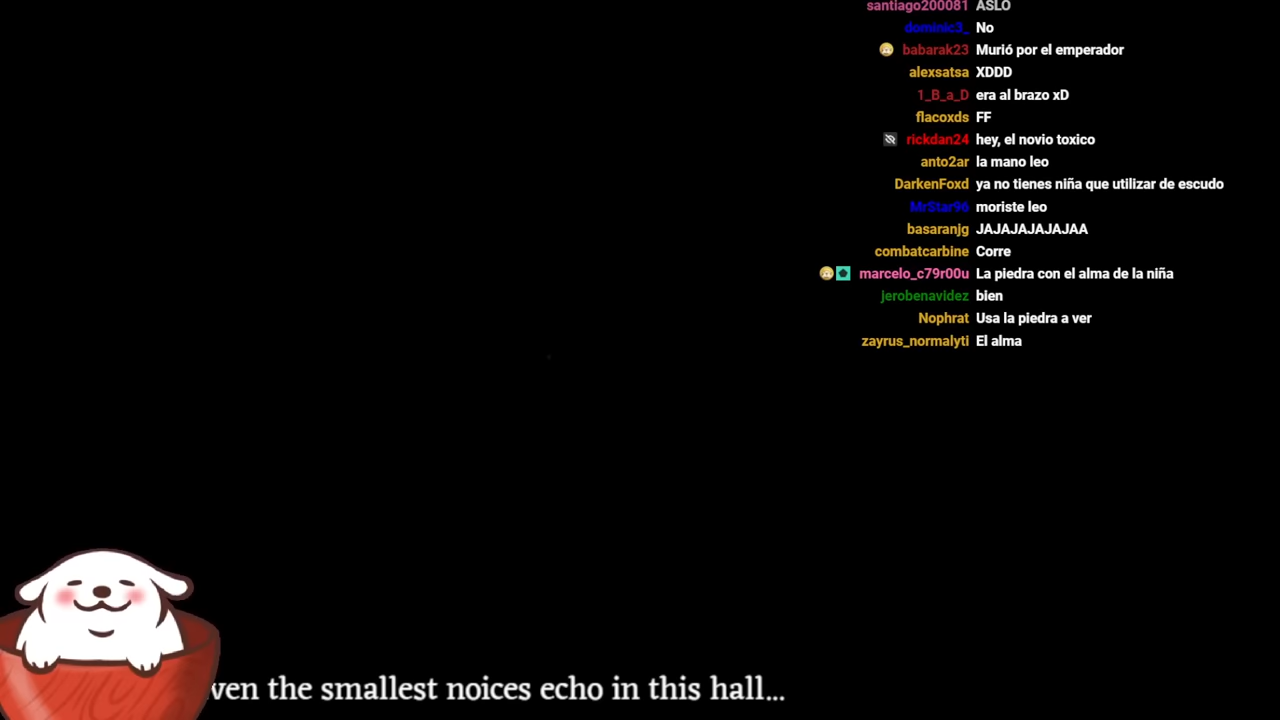 santiago200081 ASLO
dominic3_ No
babarak23 Murió por el emperador
alexsatsa XDDD
1_B_a_D era al brazo xD
flacoxds FF
rickdan24 hey, el novio toxico
anto2ar la mano leo
DarkenFoxd ya no tienes niña que utilizar de escudo
MrStar96 moriste leo
basaranjg JAJAJAJAJAJAA
combatcarbine Corre
marcelo_c79r00u La piedra con el alma de la niña
jerobenavidez bien
Nophrat Usa la piedra a ver
zayrus_normalyti El alma
ven the smallest noices echo in this hall...